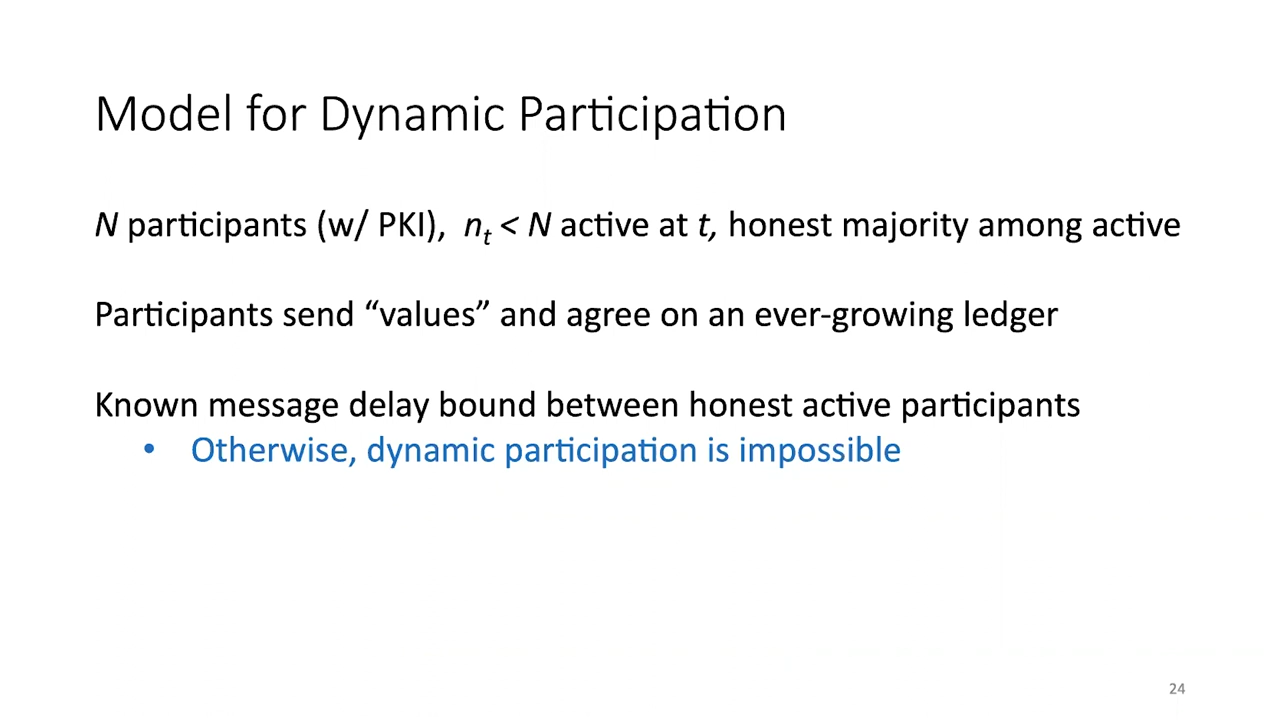 Model for Dynamic Participation
N participants (w/ PKI), nₜ < N active at t, honest majority among active
Participants send “values” and agree on an ever-growing ledger
Known message delay bound between honest active participants
• Otherwise, dynamic participation is impossible
24